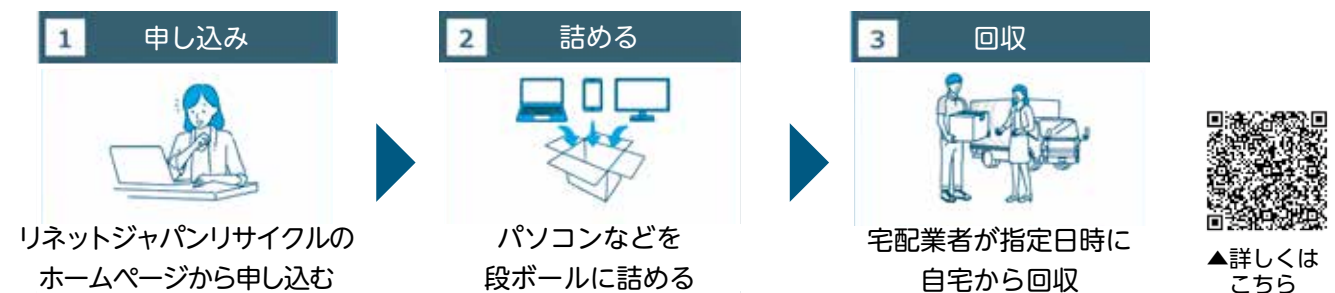 1 申し込み
リネットジャパンリサイクルの
ホームページから申し込む
2 詰める
パソコンなどを
段ボールに詰める
3 回収
宅配業者が指定日時に
自宅から回収
▲詳しくは
こちら